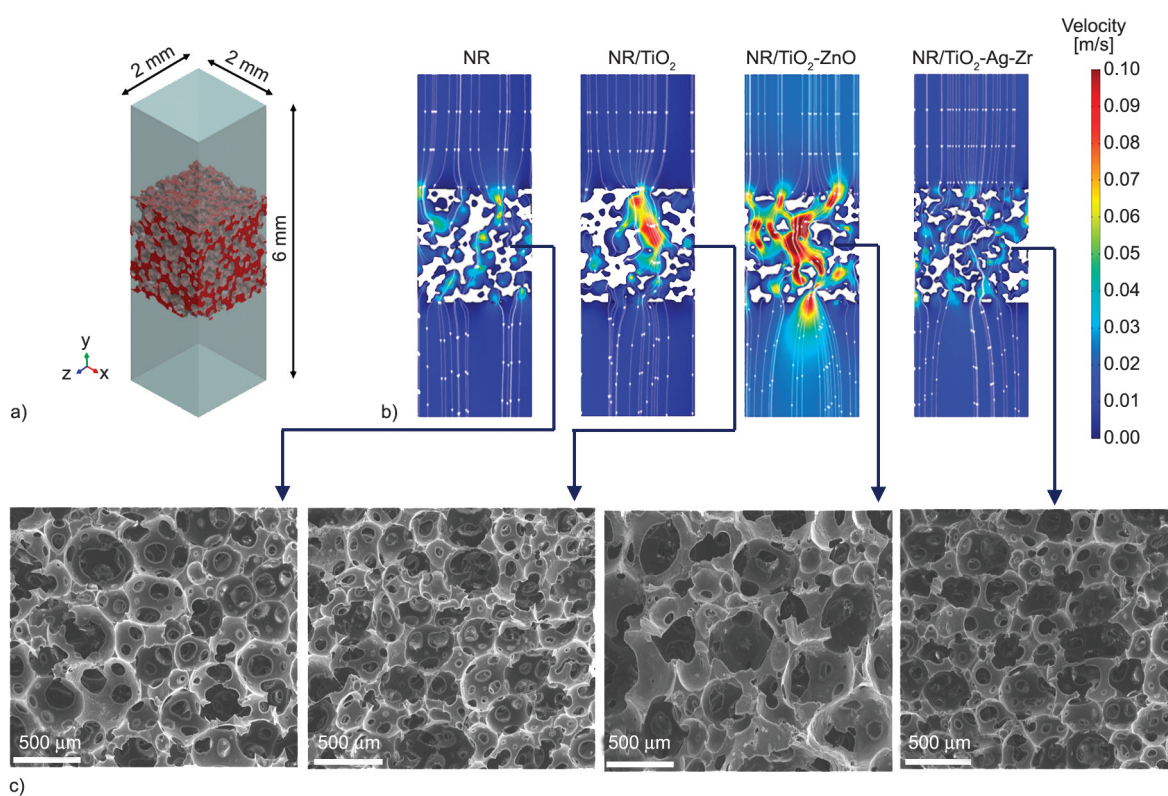 2 mm
2 mm
6 mm
y
z
x
a)
NR
NR/TiO₂
NR/TiO₂-ZnO
NR/TiO₂-Ag-Zr
Velocity
[m/s]
0.10
0.09
0.08
0.07
0.06
0.05
0.04
0.03
0.02
0.01
0.00
b)
500 µm
500 µm
500 µm
500 µm
c)